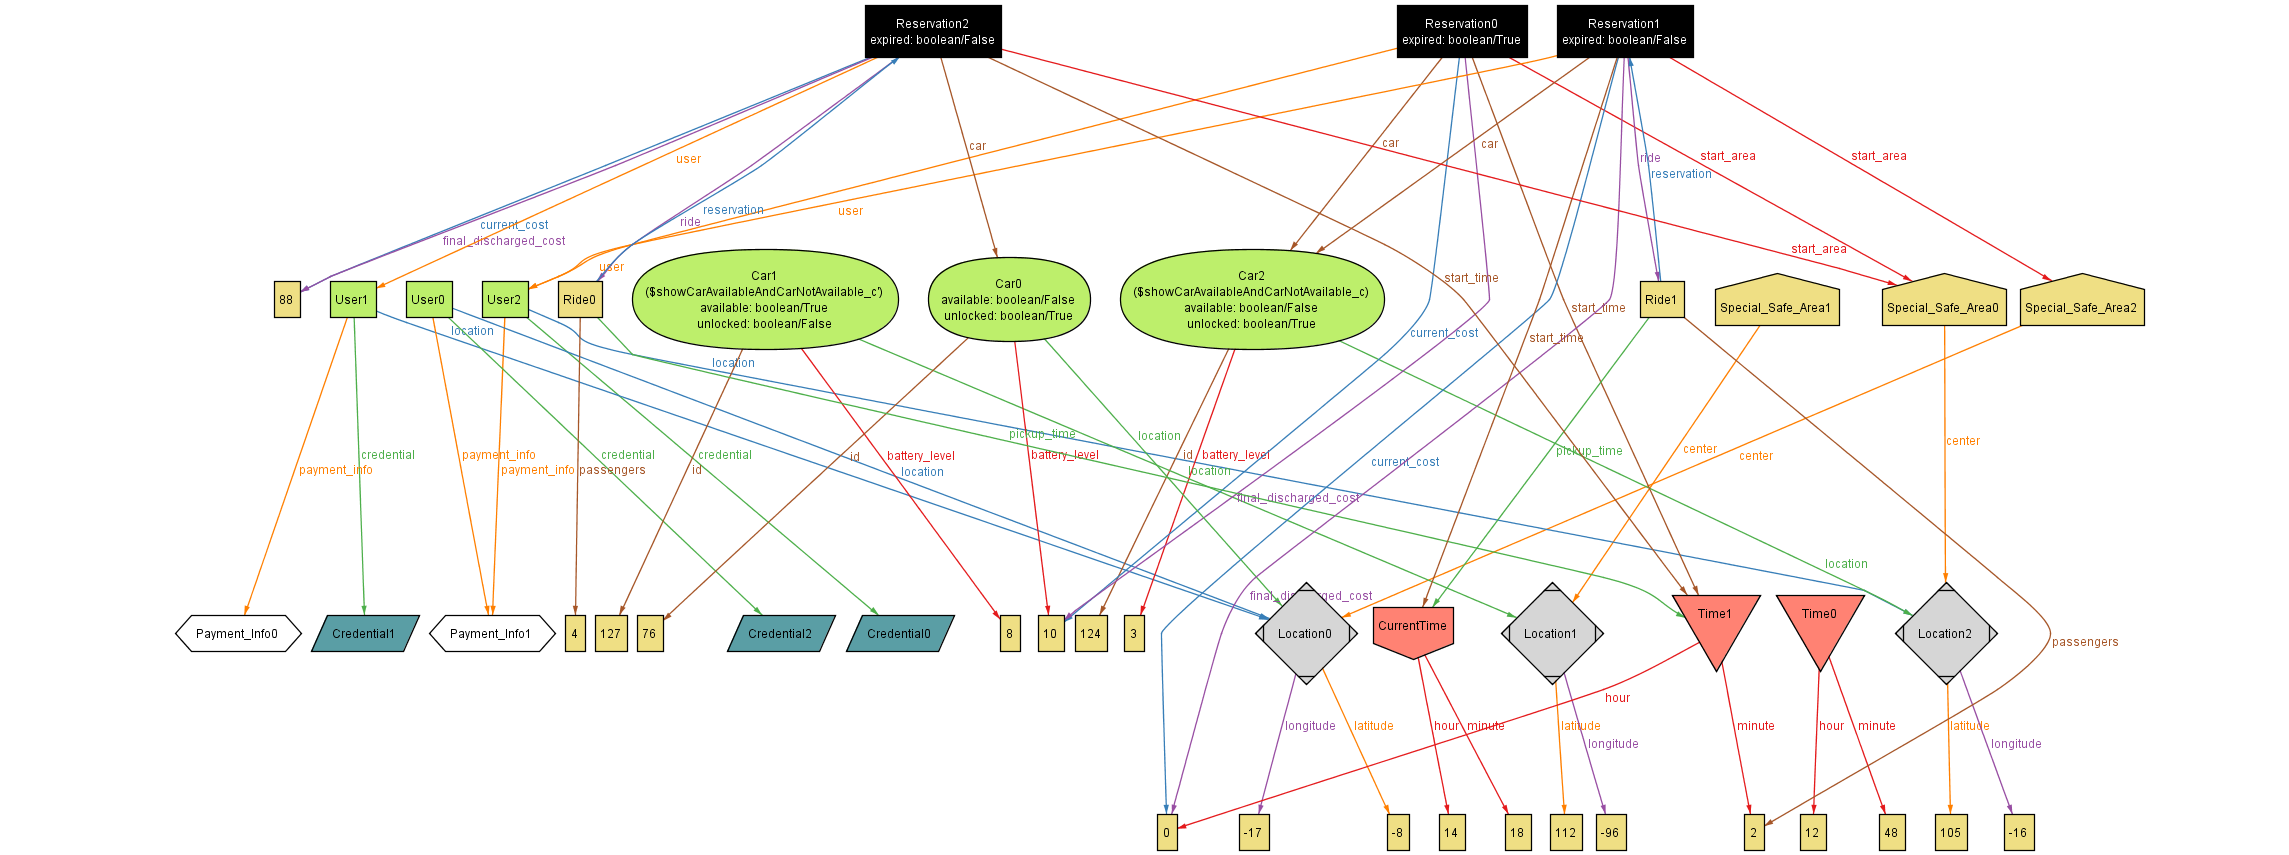 Reservation2
expired: boolean/False
Reservation0
expired: boolean/True
Reservation1
expired: boolean/False
user
car
car
car
start_area
start_area
ride
reservation
reservation
ride
user
current_cost
final_discharged_cost
start_area
user
start_time
88
User1
User0
User2
Ride0
Car1
($showCarAvailableAndCarNotAvailable_c')
available: boolean/True
unlocked: boolean/False
Car0
available: boolean/False
unlocked: boolean/True
Car2
($showCarAvailableAndCarNotAvailable_c)
available: boolean/False
unlocked: boolean/True
Ride1
Special_Safe_Area1
Special_Safe_Area0
Special_Safe_Area2
start_time
start_time
location
current_cost
location
pickup_time
location
center
center
center
payment_info
credential
payment_info
payment_info
passengers
credential
credential
id
id
battery_level
location
battery_level
id
battery_level
location
current_cost
pickup_time
final_discharged_cost
location
final_discharged_cost
Payment_Info0
Credential1
Payment_Info1
4
127
76
Credential2
Credential0
8
10
124
3
Location0
CurrentTime
Location1
Time1
Time0
Location2
passengers
hour
longitude
latitude
hour
minute
latitude
longitude
minute
hour
minute
latitude
longitude
0
-17
-8
14
18
112
-96
2
12
48
105
-16